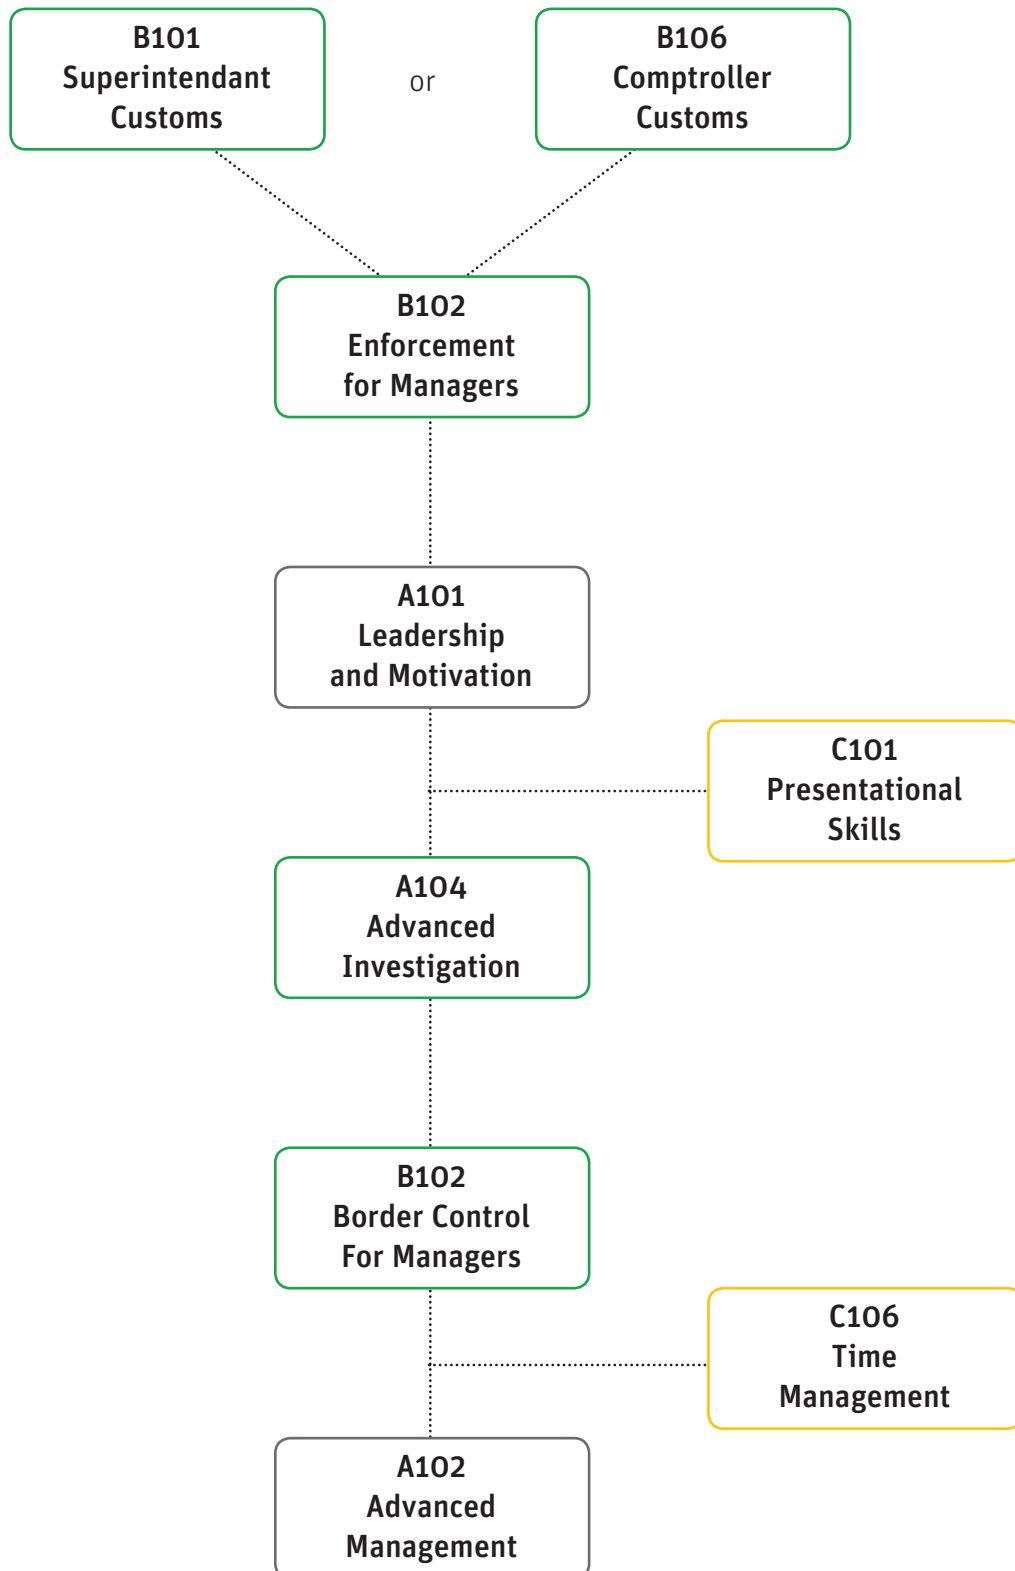 B101
Superintendant
Customs
or
B106
Comptroller
Customs
B102
Enforcement
for Managers
A101
Leadership
and Motivation
C101
Presentational
Skills
A104
Advanced
Investigation
B102
Border Control
For Managers
C106
Time
Management
A102
Advanced
Management